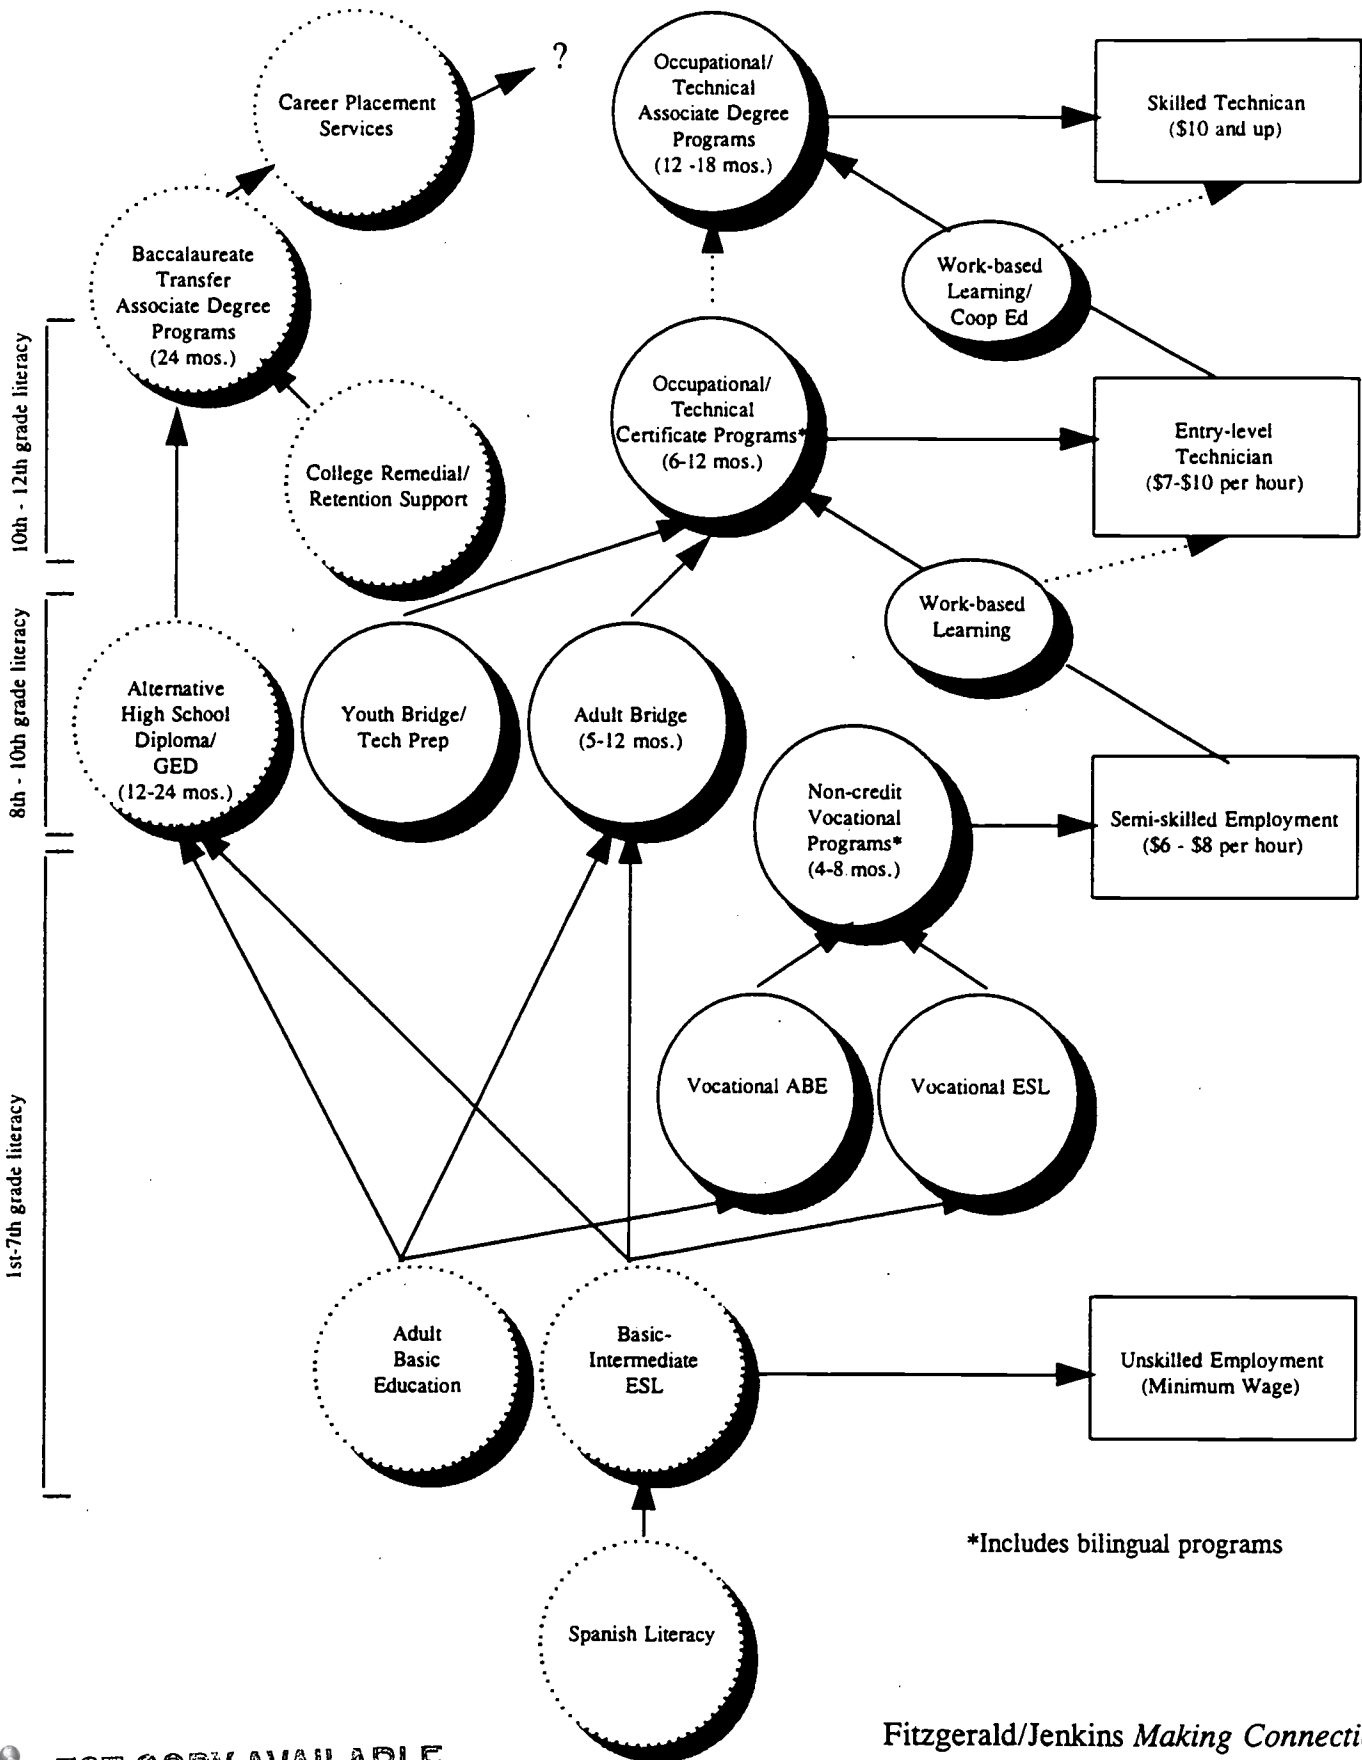 ?
Career Placement
Services
Occupational/
Technical
Associate Degree
Programs
(12 -18 mos.)
Skilled Technican
($10 and up)
Baccalaureate
Transfer
Associate Degree
Programs
(24 mos.)
Work-based
Learning/
Coop Ed
10th - 12th grade literacy
Occupational/
Technical
Certificate Programs*
(6-12 mos.)
Entry-level
Technician
($7-$10 per hour)
College Remedial/
Retention Support
Work-based
Learning
8th - 10th grade literacy
Alternative
High School
Diploma/
GED
(12-24 mos.)
Youth Bridge/
Tech Prep
Adult Bridge
(5-12 mos.)
Non-credit
Vocational
Programs*
(4-8 mos.)
Semi-skilled Employment
($6 - $8 per hour)
Vocational ABE
Vocational ESL
1st-7th grade literacy
Adult
Basic
Education
Basic-
Intermediate
ESL
Unskilled Employment
(Minimum Wage)
*Includes bilingual programs
Spanish Literacy
Fitzgerald/Jenkins Making Connecti
COPY AVAILABLE